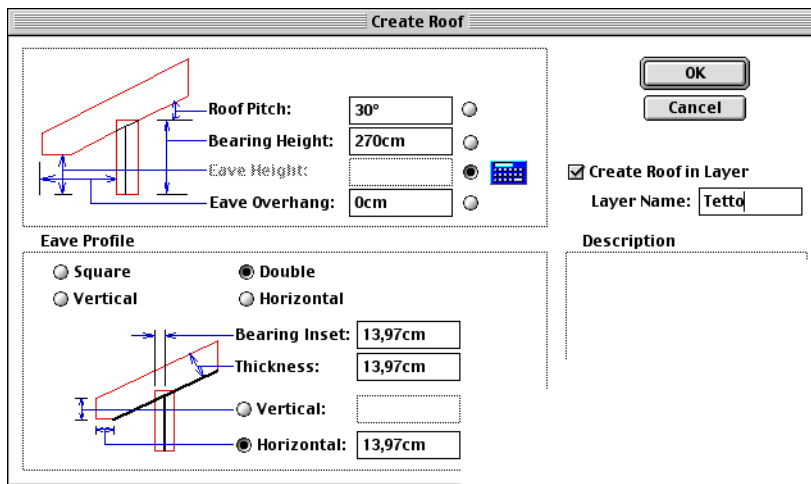 Create Roof
Roof Pitch: 30°
Bearing Height: 270cm
Eave Height:
Eave Overhang: 0cm
OK
Cancel
Create Roof in Layer
Layer Name: Tetto
Eave Profile
Square
Double
Vertical
Horizontal
Bearing Inset: 13,97cm
Thickness: 13,97cm
Vertical:
Horizontal: 13,97cm
Description